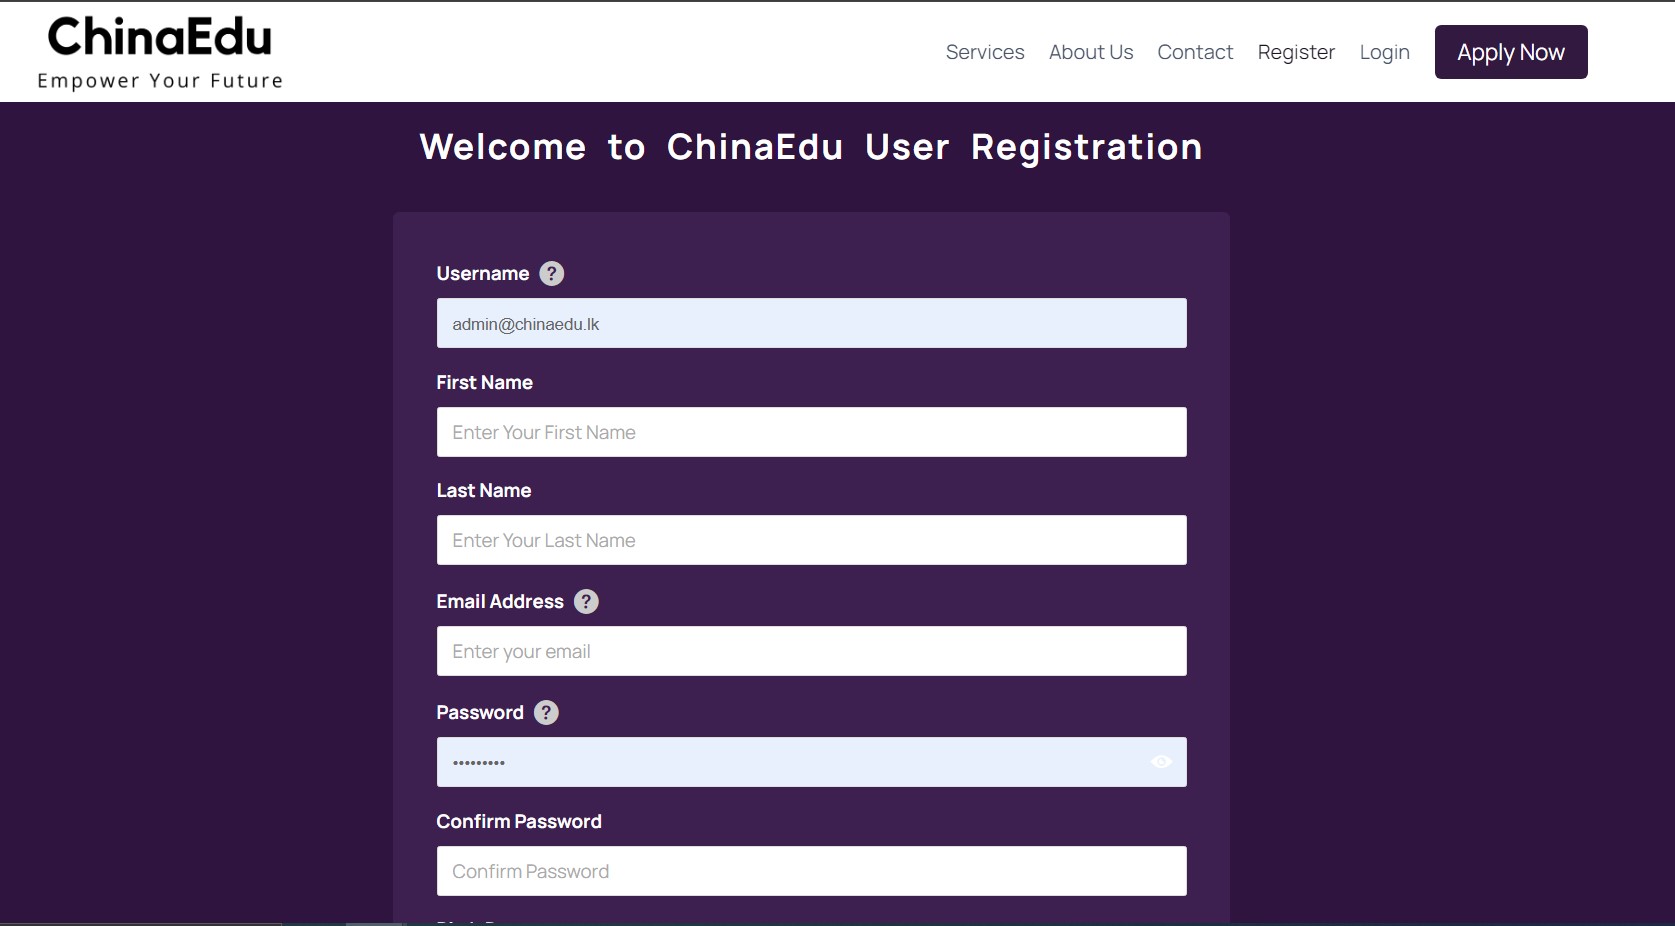 ChinaEdu
Empower Your Future
Services About Us Contact Register Login Apply Now
Welcome to ChinaEdu User Registration
Username ?
admin@chinaedu.lk
First Name
Enter Your First Name
Last Name
Enter Your Last Name
Email Address ?
Enter your email
Password ?
•••••••••
Confirm Password
Confirm Password